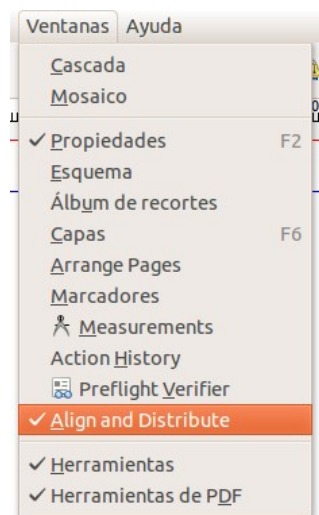 Ventanas Ayuda
Cascada
Mosaico
Propiedades F2
Esquema
Álbum de recortes
Capas F6
Arrange Pages
Marcadores
Measurements
Action History
Preflight Verifier
Align and Distribute
Herramientas
Herramientas de PDF